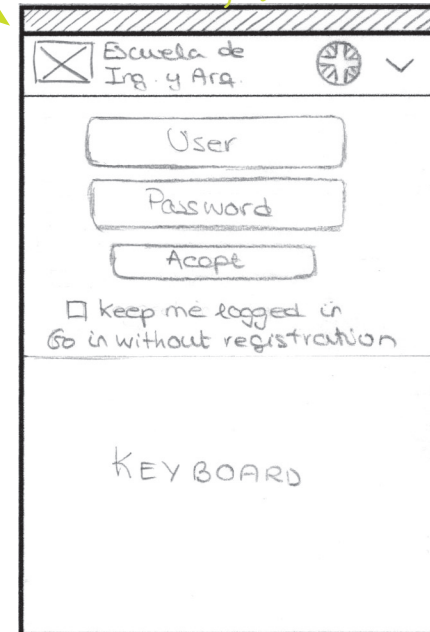 Escuela de
Ing. y Arq.
User
Password
Acept
Keep me logged in
Go in without registration
KEYBOARD